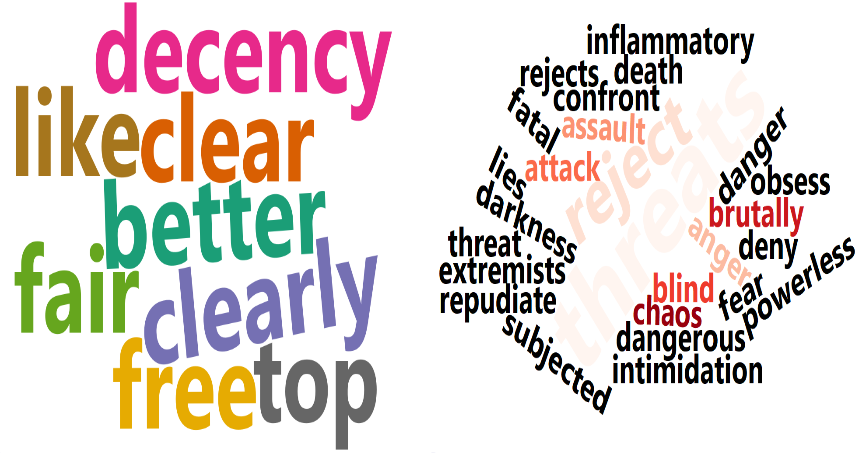 decency
like
clear
better
fair
clearly
free
top
inflammatory
rejects
death
confront
fatal
assault
reject
threats
attack
lies
darkness
danger
obsess
brutally
anger
deny
threat
extremists
repudiate
powerless
fear
blind
chaos
dangerous
subjected
intimidation